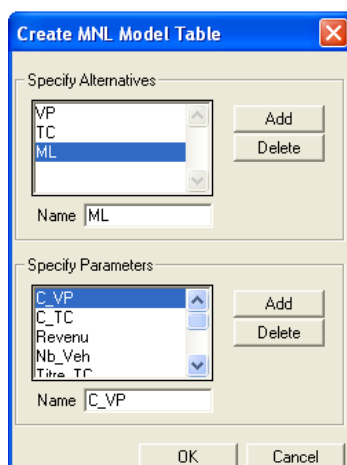 Create MNL Model Table
Specify Alternatives
VP
TC
ML
Add
Delete
Name ML
Specify Parameters
C_VP
C_TC
Revenu
Nb_Veh
Titre_TC
Add
Delete
Name C_VP
OK Cancel